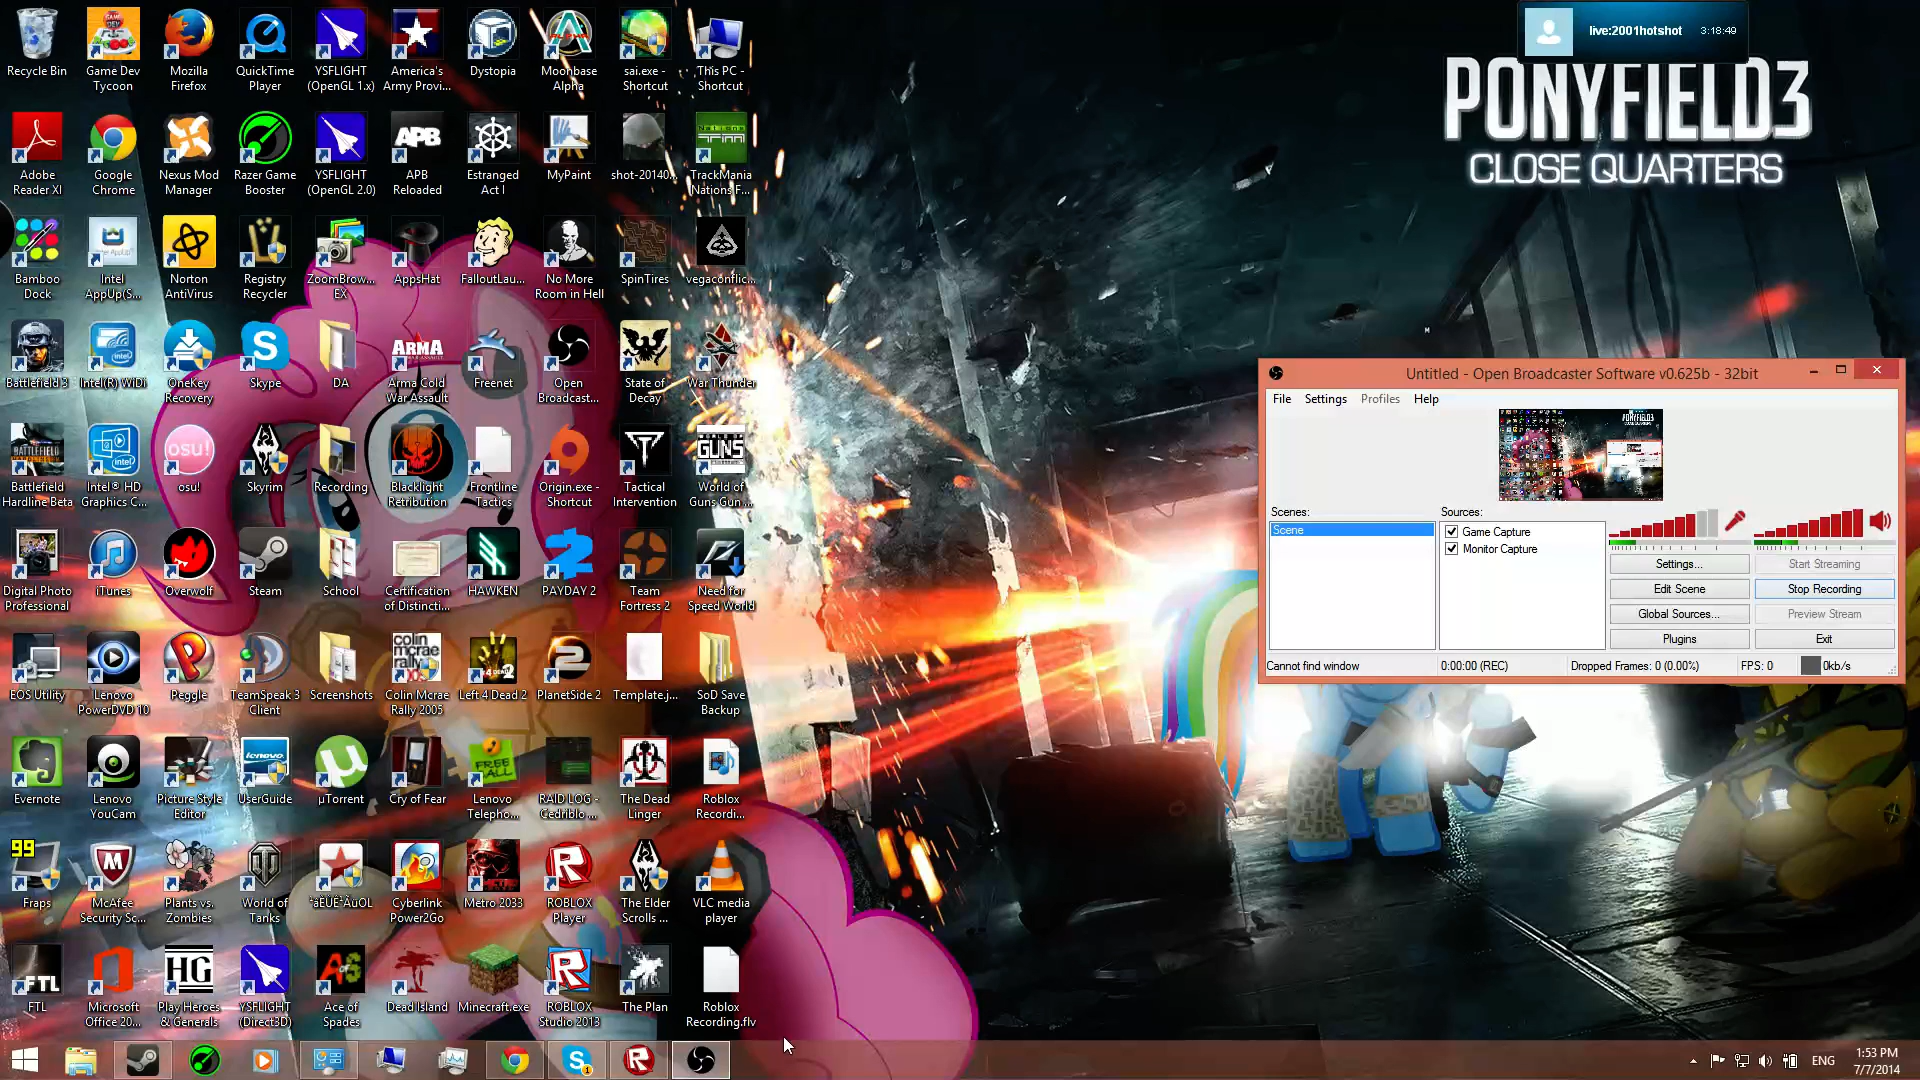 Recycle Bin
Game Dev Tycoon
Mozilla Firefox
QuickTime Player
YSFLIGHT (OpenGL 1.x)
America's Army Provi...
Dystopia
Moonbase Alpha
sai.exe - Shortcut
This PC - Shortcut
live:2001hotshot 3:18:49
PONYFIELD3
CLOSE QUARTERS
Adobe Reader XI
Google Chrome
Nexus Mod Manager
Razer Game Booster
YSFLIGHT (OpenGL 2.0)
APB Reloaded
Estranged Act I
MyPaint
shot-20140...
TrackMania Nations F...
Bamboo Dock
Intel AppUp(S...
Norton AntiVirus
Registry Recycler
ZoomBrow... EX
AppsHat
FalloutLau...
No More Room in Hell
SpinTires
vegaconflic...
Battlefield 3
Intel(R) WiDi
OneKey Recovery
Skype
DA
Arma Cold War Assault
Freenet
Open Broadcast...
State of Decay
War Thunder
Battlefield Hardline Beta
Intel® HD Graphics C...
osu!
Skyrim
Recording
Blacklight Retribution
Frontline Tactics
Origin.exe - Shortcut
Tactical Intervention
World of Guns Gun ...
Digital Photo Professional
iTunes
Overwolf
Steam
School
Certification of Distincti...
HAWKEN
PAYDAY 2
Team Fortress 2
Need for Speed World
EOS Utility
Lenovo PowerDVD 10
Peggle
TeamSpeak 3 Client
Screenshots
Colin Mcrae Rally 2005
Left 4 Dead 2
PlanetSide 2
Template.j...
SoD Save Backup
Evernote
Lenovo YouCam
Picture Style Editor
UserGuide
µTorrent
Cry of Fear
Lenovo Telepho...
RAID LOG - Cedriblo ...
The Dead Linger
Roblox Recordi...
Fraps
McAfee Security Sc...
Plants vs. Zombies
World of Tanks
Cyberlink Power2Go
Metro 2033
ROBLOX Player
The Elder Scrolls ...
VLC media player
FTL
Microsoft Office 20...
Play Heroes & Generals
YSFLIGHT (Direct3D)
Ace of Spades
Dead Island
Minecraft.exe
ROBLOX Studio 2013
The Plan
Roblox Recording.flv
Untitled - Open Broadcaster Software v0.625b - 32bit
File Settings Profiles Help
Scenes:
Sources:
Scene
Game Capture
Monitor Capture
Settings...
Start Streaming
Edit Scene
Stop Recording
Global Sources...
Preview Stream
Plugins
Exit
Cannot find window
0:00:00 (REC)
Dropped Frames: 0 (0.00%)
FPS: 0
0kb/s
ENG
1:53 PM
7/7/2014